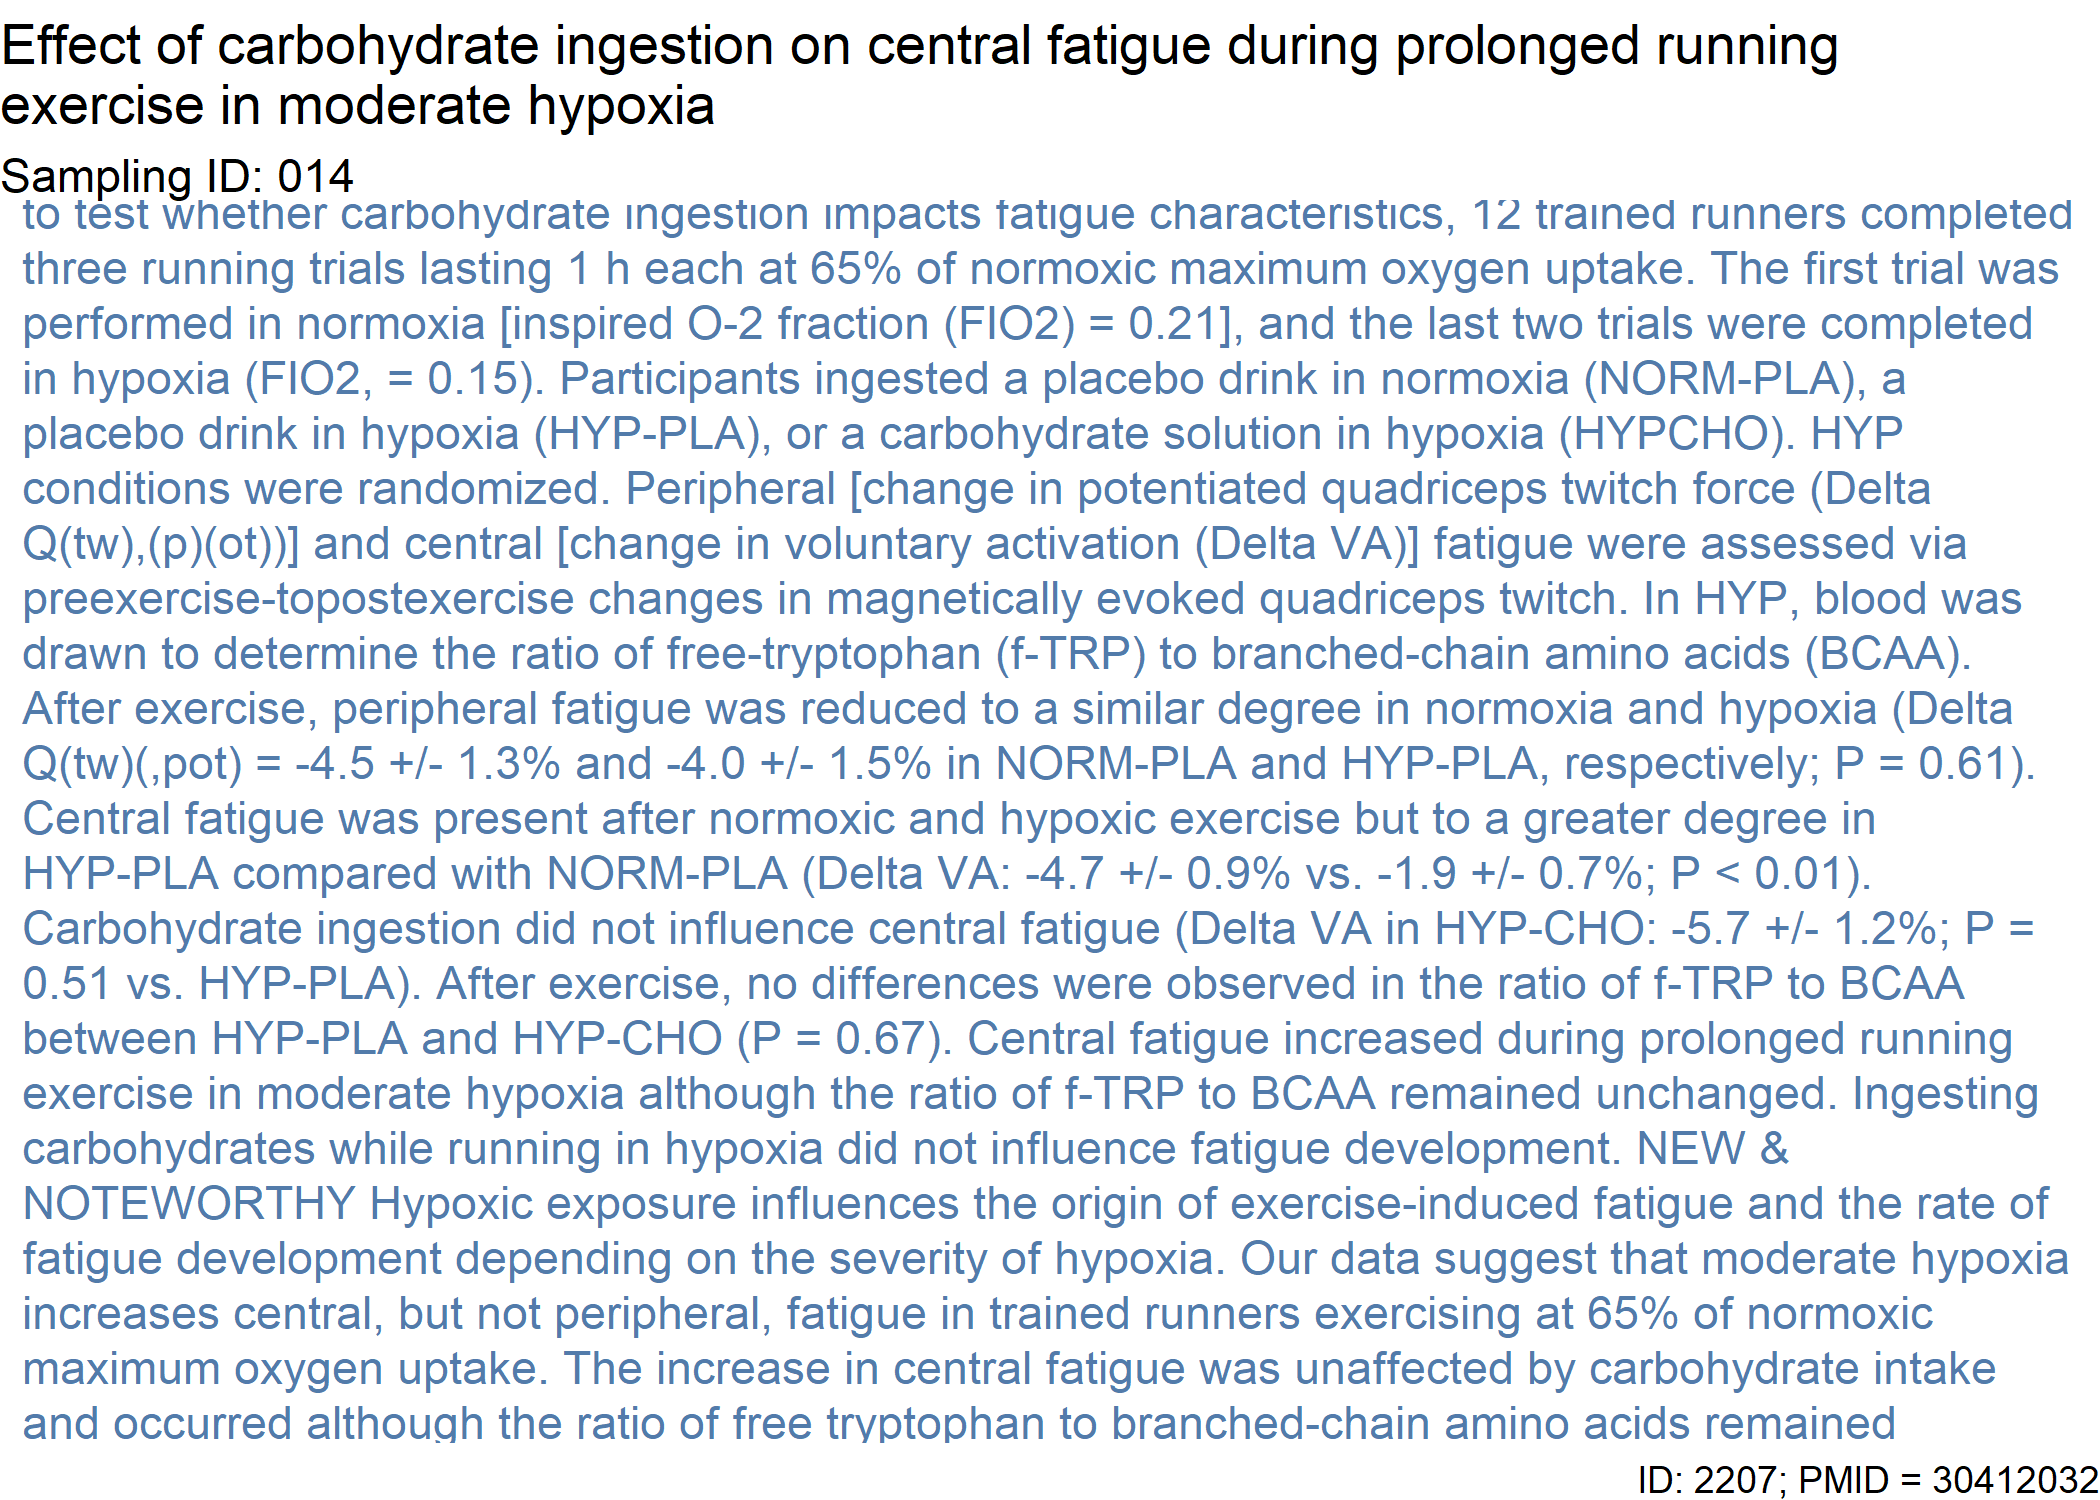 Effect of carbohydrate ingestion on central fatigue during prolonged running
exercise in moderate hypoxia
Sampling ID: 014
to test whether carbohydrate ingestion impacts fatigue characteristics, 12 trained runners completed
three running trials lasting 1 h each at 65% of normoxic maximum oxygen uptake. The first trial was
performed in normoxia [inspired O-2 fraction (FIO2) = 0.21], and the last two trials were completed
in hypoxia (FIO2, = 0.15). Participants ingested a placebo drink in normoxia (NORM-PLA), a
placebo drink in hypoxia (HYP-PLA), or a carbohydrate solution in hypoxia (HYPCHO). HYP
conditions were randomized. Peripheral [change in potentiated quadriceps twitch force (Delta
Q(tw),(p)(ot))] and central [change in voluntary activation (Delta VA)] fatigue were assessed via
preexercise-topostexercise changes in magnetically evoked quadriceps twitch. In HYP, blood was
drawn to determine the ratio of free-tryptophan (f-TRP) to branched-chain amino acids (BCAA).
After exercise, peripheral fatigue was reduced to a similar degree in normoxia and hypoxia (Delta
Q(tw)(,pot) = -4.5 +/- 1.3% and -4.0 +/- 1.5% in NORM-PLA and HYP-PLA, respectively; P = 0.61).
Central fatigue was present after normoxic and hypoxic exercise but to a greater degree in
HYP-PLA compared with NORM-PLA (Delta VA: -4.7 +/- 0.9% vs. -1.9 +/- 0.7%; P < 0.01).
Carbohydrate ingestion did not influence central fatigue (Delta VA in HYP-CHO: -5.7 +/- 1.2%; P =
0.51 vs. HYP-PLA). After exercise, no differences were observed in the ratio of f-TRP to BCAA
between HYP-PLA and HYP-CHO (P = 0.67). Central fatigue increased during prolonged running
exercise in moderate hypoxia although the ratio of f-TRP to BCAA remained unchanged. Ingesting
carbohydrates while running in hypoxia did not influence fatigue development. NEW &
NOTEWORTHY Hypoxic exposure influences the origin of exercise-induced fatigue and the rate of
fatigue development depending on the severity of hypoxia. Our data suggest that moderate hypoxia
increases central, but not peripheral, fatigue in trained runners exercising at 65% of normoxic
maximum oxygen uptake. The increase in central fatigue was unaffected by carbohydrate intake
and occurred although the ratio of free tryptophan to branched-chain amino acids remained
ID: 2207; PMID = 30412032